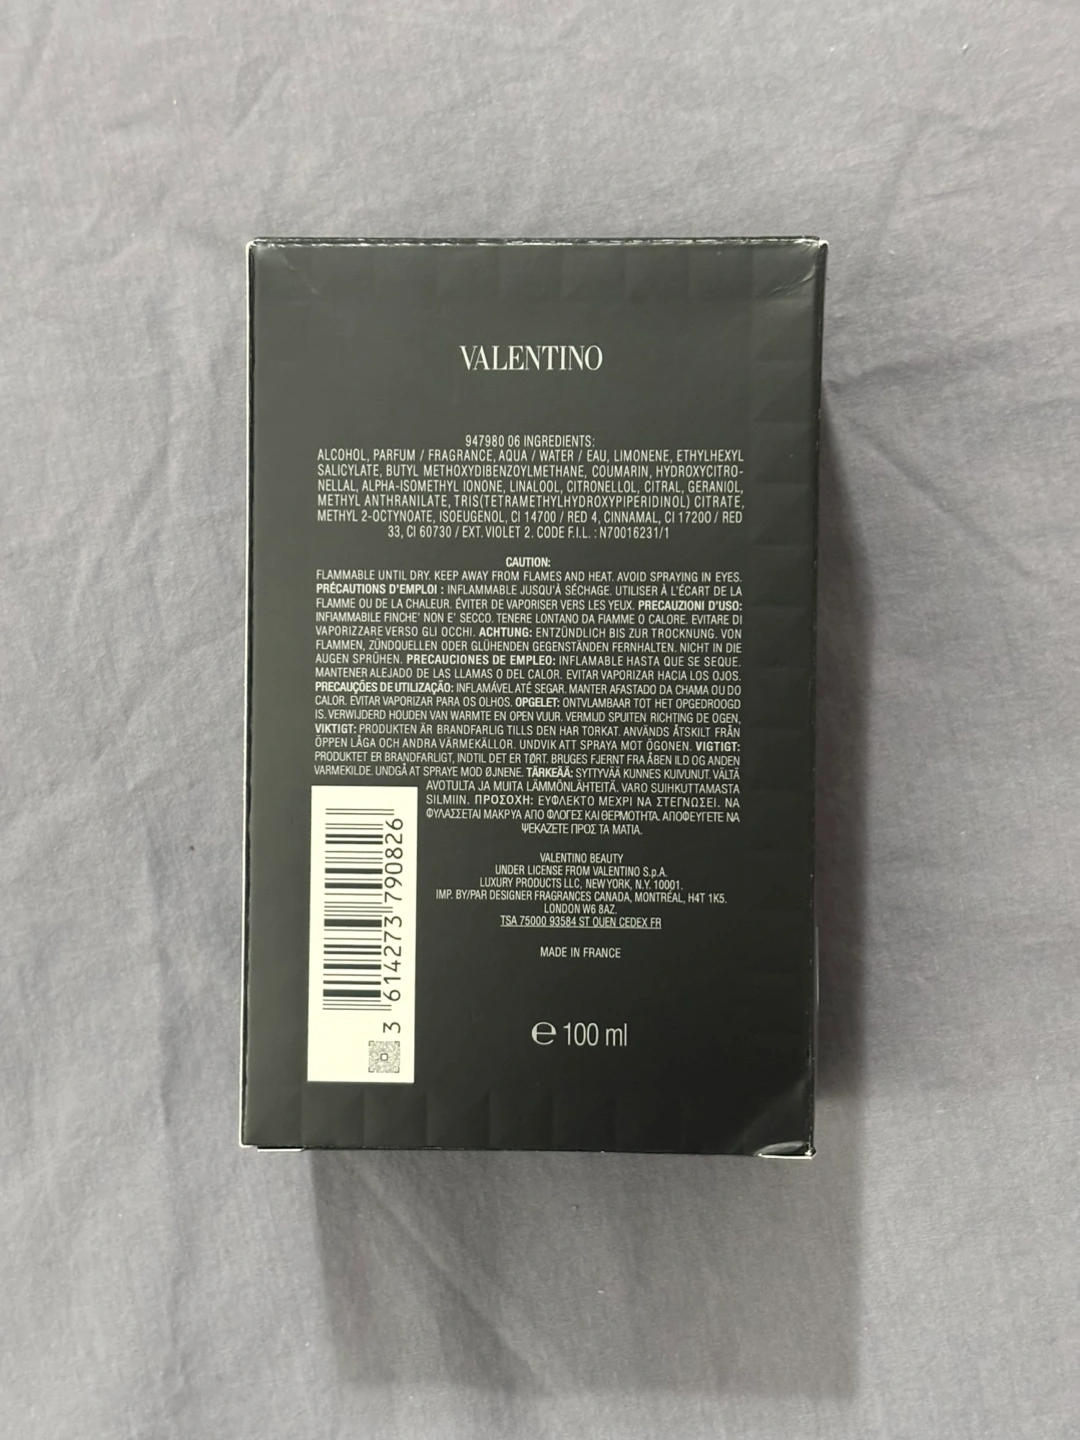 VALENTINO
947980 06 INGREDIENTS:
ALCOHOL, PARFUM / FRAGRANCE, AQUA / WATER / EAU, LIMONENE, ETHYLHEXYL
SALICYLATE, BUTYL METHOXYDIBENZOYLMETHANE, COUMARIN, HYDROXYCITRO-
NELLAL, ALPHA-ISOMETHYL IONONE, LINALOOL, CITRONELLOL, CITRAL, GERANIOL,
METHYL ANTHRANILATE, TRIS(TETRAMETHYLHYDROXYPIPERIDINOL) CITRATE,
METHYL 2-OCTYNOATE, ISOEUGENOL, CI 14700 / RED 4, CINNAMAL, CI 17200 / RED
33, CI 60730 / EXT. VIOLET 2. CODE F.I.L. : N70016231/1
CAUTION:
FLAMMABLE UNTIL DRY. KEEP AWAY FROM FLAMES AND HEAT. AVOID SPRAYING IN EYES.
PRÉCAUTIONS D'EMPLOI : INFLAMMABLE JUSQU'À SÉCHAGE. UTILISER À L'ÉCART DE LA
FLAMME OU DE LA CHALEUR. ÉVITER DE VAPORISER VERS LES YEUX. PRECAUZIONI D'USO:
INFIAMMABILE FINCHE' NON E' SECCO. TENERE LONTANO DA FIAMME O CALORE. EVITARE DI
VAPORIZZARE VERSO GLI OCCHI. ACHTUNG: ENTZÜNDLICH BIS ZUR TROCKNUNG. VON
FLAMMEN, ZÜNDQUELLEN ODER GLÜHENDEN GEGENSTÄNDEN FERNHALTEN. NICHT IN DIE
AUGEN SPRÜHEN. PRECAUCIONES DE EMPLEO: INFLAMABLE HASTA QUE SE SEQUE.
MANTENER ALEJADO DE LAS LLAMAS O DEL CALOR. EVITAR VAPORIZAR HACIA LOS OJOS.
PRECAUÇÕES DE UTILIZAÇÃO: INFLAMÁVEL ATÉ SEGAR. MANTER AFASTADO DA CHAMA OU DO
CALOR. EVITAR VAPORIZAR PARA OS OLHOS. OPGELET: ONTVLAMBAAR TOT HET OPGEDROOGD
IS. VERWIJDERD HOUDEN VAN WARMTE EN OPEN VUUR. VERMIJD SPUITEN RICHTING DE OGEN,
VIKTIGT: PRODUKTEN ÄR BRANDFARLIG TILLS DEN HAR TORKAT. ANVÄNDS ÅTSKILT FRÅN
ÖPPEN LÅGA OCH ANDRA VÄRMEKÄLLOR. UNDVIK ATT SPRAYA MOT ÖGONEN. VIGTIGT:
PRODUKTET ER BRANDFARLIGT, INDTIL DET ER TØRT. BRUGES FJERNT FRA ÅBEN ILD OG ANDEN
VARMEKILDE. UNDGÅ AT SPRAYE MOD ØJNENE. TÄRKEÄÄ: SYTTYVÄÄ KUNNES KUIVUNUT. VÄLTÄ
AVOTULTA JA MUITA LÄMMÖNLÄHTEITÄ. VARO SUIHKUTTAMASTA
SILMIIN. ΠΡΟΣΟΧΗ: ΕΥΦΛΕΚΤΟ ΜΕΧΡΙ ΝΑ ΣΤΕΓΝΩΣΕΙ. ΝΑ
ΦΥΛΑΣΣΕΤΑΙ ΜΑΚΡΥΑ ΑΠΟ ΦΛΟΓΕΣ ΚΑΙ ΘΕΡΜΟΤΗΤΑ. ΑΠΟΦΕΥΓΕΤΕ ΝΑ
ΨΕΚΑΖΕΤΕ ΠΡΟΣ ΤΑ ΜΑΤΙΑ.
VALENTINO BEAUTY
UNDER LICENSE FROM VALENTINO S.p.A.
LUXURY PRODUCTS LLC, NEW YORK, N.Y. 10001.
IMP. BY/PAR DESIGNER FRAGRANCES CANADA, MONTRÉAL, H4T 1K5.
LONDON W6 8AZ.
TSA 75000 93584 ST OUEN CEDEX FR
MADE IN FRANCE
℮ 100 ml
3 614273 790826